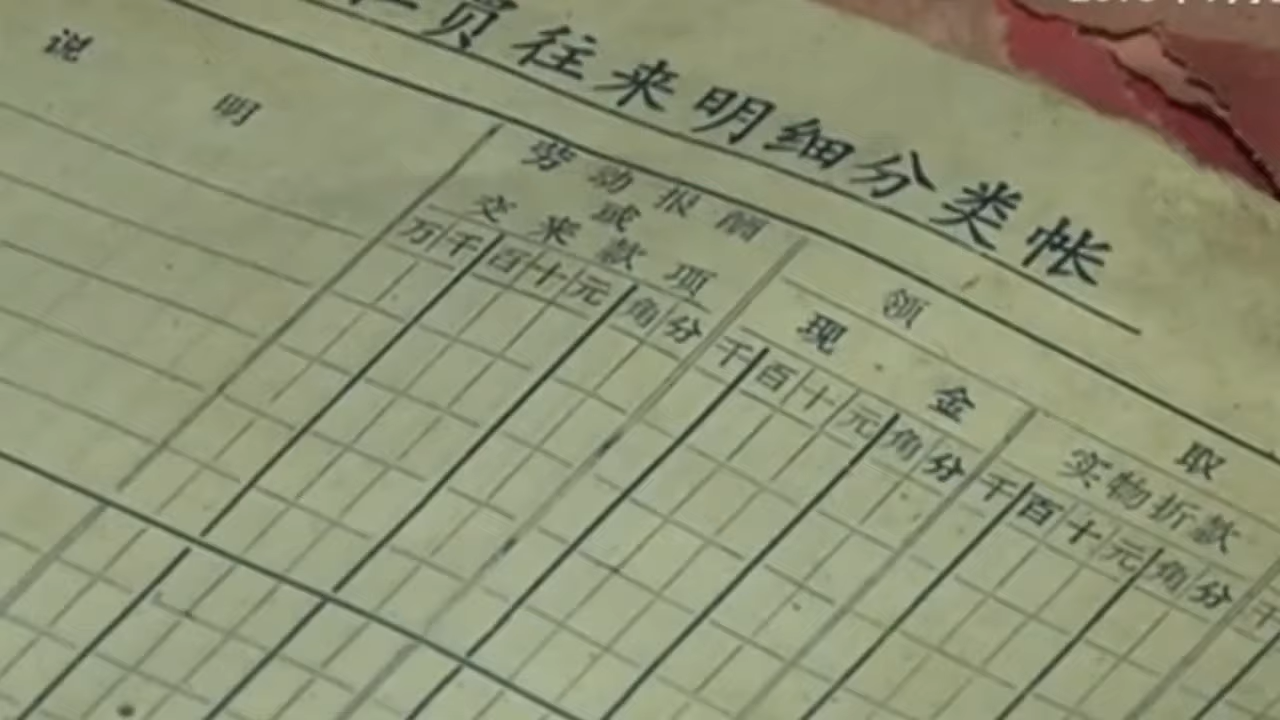 员往来明细分类帐
说 明
劳动报酬
或
交来款项
万千百十元角分
领 取
现 金
千百十元角分
实物折款
千百十元角分
千